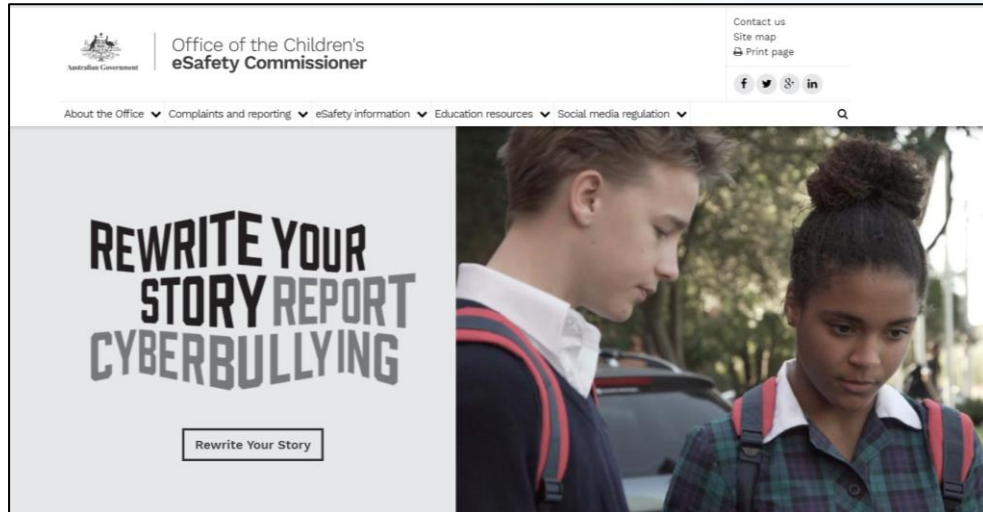 Australian Government
Office of the Children's
eSafety Commissioner
Contact us
Site map
Print page
About the Office
Complaints and reporting
eSafety information
Education resources
Social media regulation
REWRITE YOUR
STORY REPORT
CYBERBULLYING
Rewrite Your Story